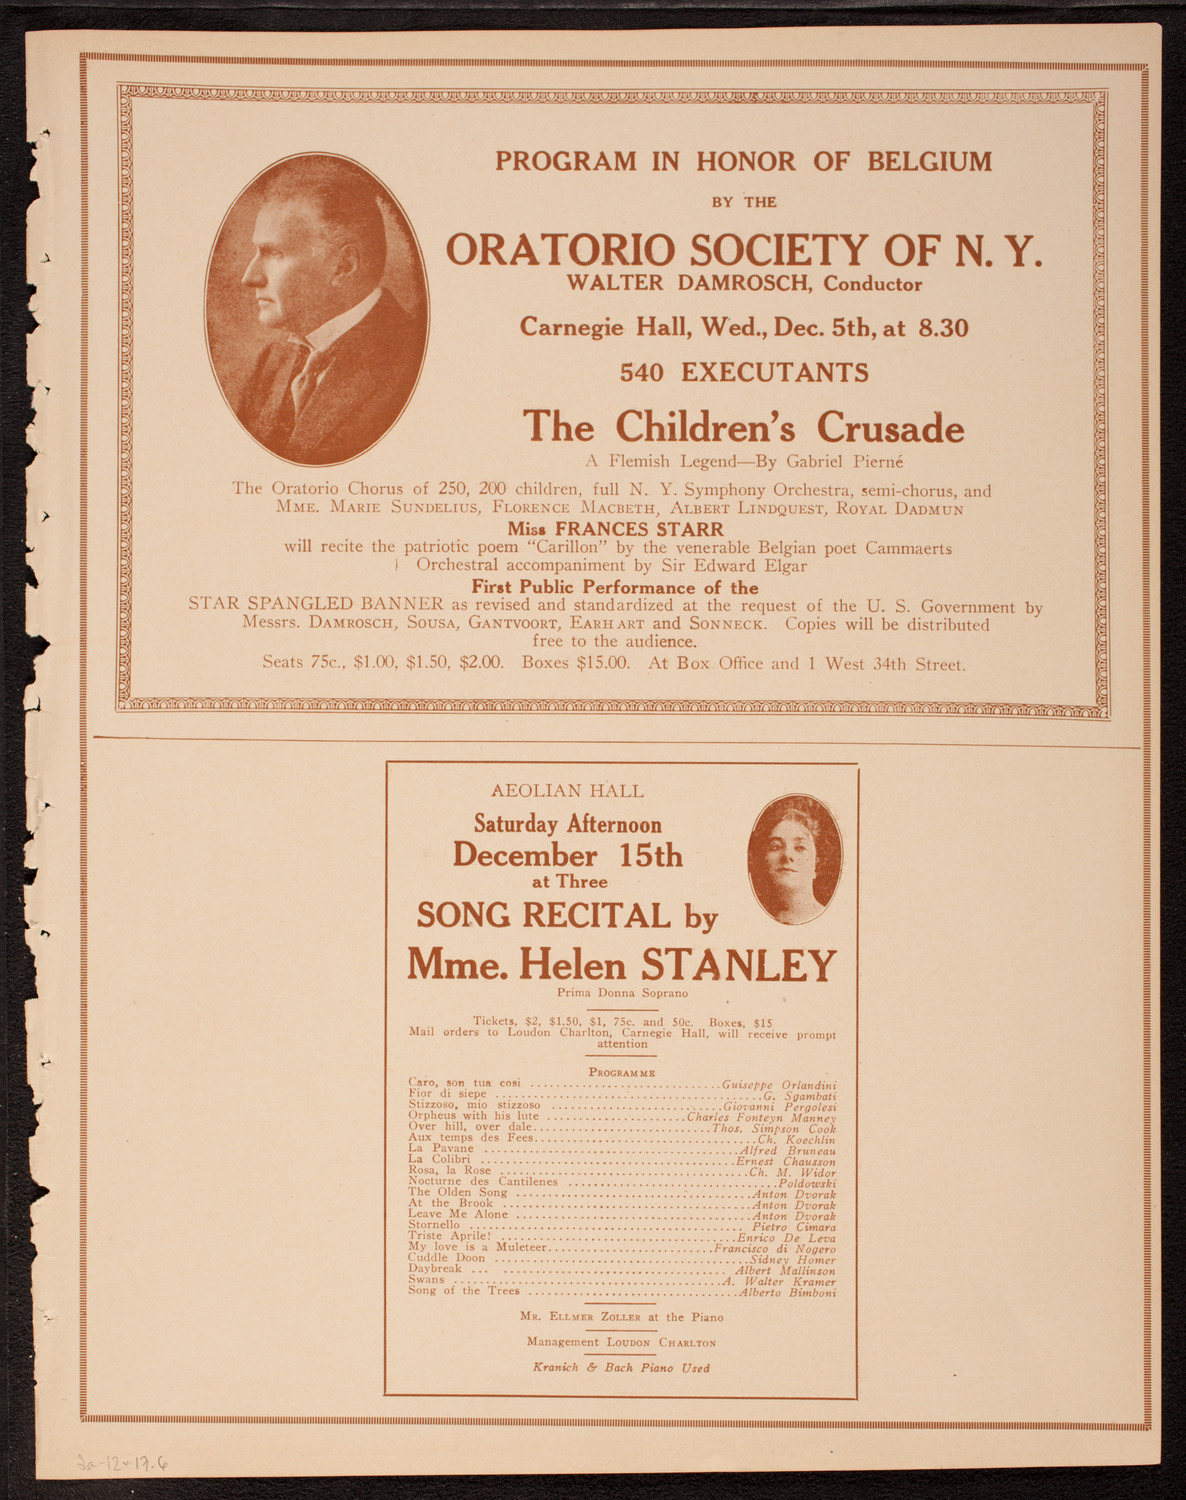 PROGRAM IN HONOR OF BELGIUM
BY THE
ORATORIO SOCIETY OF N. Y.
WALTER DAMROSCH, Conductor
Carnegie Hall, Wed., Dec. 5th, at 8.30
540 EXECUTANTS
The Children's Crusade
A Flemish Legend—By Gabriel Pierné
The Oratorio Chorus of 250, 200 children, full N. Y. Symphony Orchestra, semi-chorus, and
MME. MARIE SUNDELIUS, FLORENCE MACBETH, ALBERT LINDQUEST, ROYAL DADMUN
Miss FRANCES STARR
will recite the patriotic poem "Carillon" by the venerable Belgian poet Cammaerts
Orchestral accompaniment by Sir Edward Elgar
First Public Performance of the
STAR SPANGLED BANNER as revised and standardized at the request of the U. S. Government by
Messrs. DAMROSCH, SOUSA, GANTVOORT, EARHART and SONNECK. Copies will be distributed
free to the audience.
Seats 75c., $1.00, $1.50, $2.00. Boxes $15.00. At Box Office and 1 West 34th Street.
AEOLIAN HALL
Saturday Afternoon
December 15th
at Three
SONG RECITAL by
Mme. Helen STANLEY
Prima Donna Soprano
Tickets, $2, $1.50, $1, 75c. and 50c. Boxes, $15
Mail orders to Loudon Charlton, Carnegie Hall, will receive prompt
attention
PROGRAMME
Caro, son tua cosi ..... Guiseppe Orlandini
Fior di siepe ..... G. Sgambati
Stizzoso, mio stizzoso ..... Giovanni Pergolesi
Orpheus with his lute ..... Charles Fonteyn Manney
Over hill, over dale ..... Thos. Simpson Cook
Aux temps des Fees ..... Ch. Koechlin
La Pavane ..... Alfred Bruneau
La Colibri ..... Ernest Chausson
Rosa, la Rose ..... Ch. M. Widor
Nocturne des Cantilenes ..... Poldowski
The Olden Song ..... Anton Dvorak
At the Brook ..... Anton Dvorak
Leave Me Alone ..... Anton Dvorak
Stornello ..... Pietro Cimara
Triste Aprile! ..... Enrico De Leva
My love is a Muleteer ..... Francisco di Nogero
Cuddle Doon ..... Sidney Homer
Daybreak ..... Albert Mallinson
Swans ..... A. Walter Kramer
Song of the Trees ..... Alberto Bimboni
MR. ELLMER ZOLLER at the Piano
Management LOUDON CHARLTON
Kranich & Bach Piano Used
2a-12-17.6